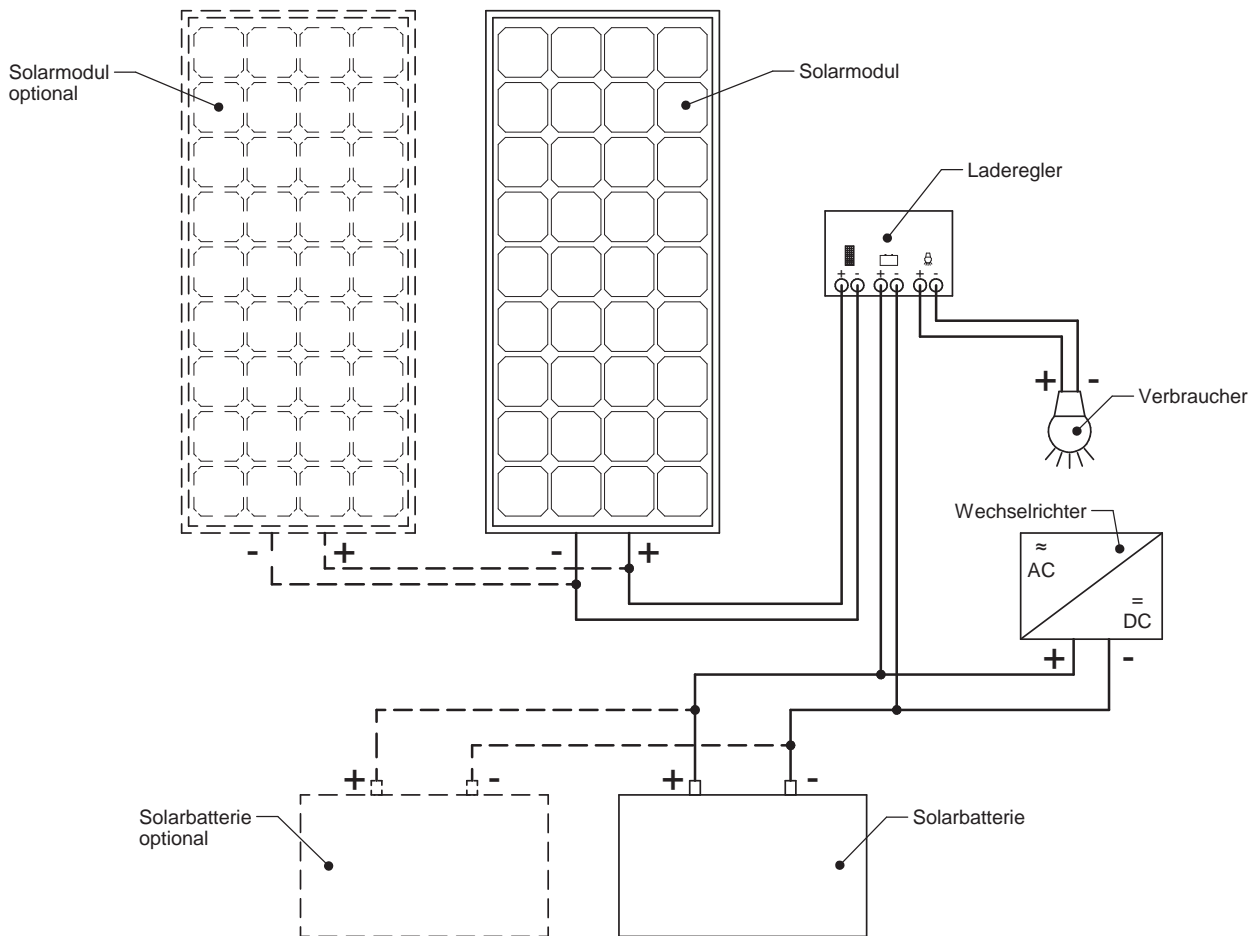 Solarmodul
optional
Solarmodul
Laderegler
+ - + - + -
+ -
Verbraucher
Wechselrichter
≈
AC
=
DC
- +
- +
+ -
+ -
+ -
Solarbatterie
optional
Solarbatterie